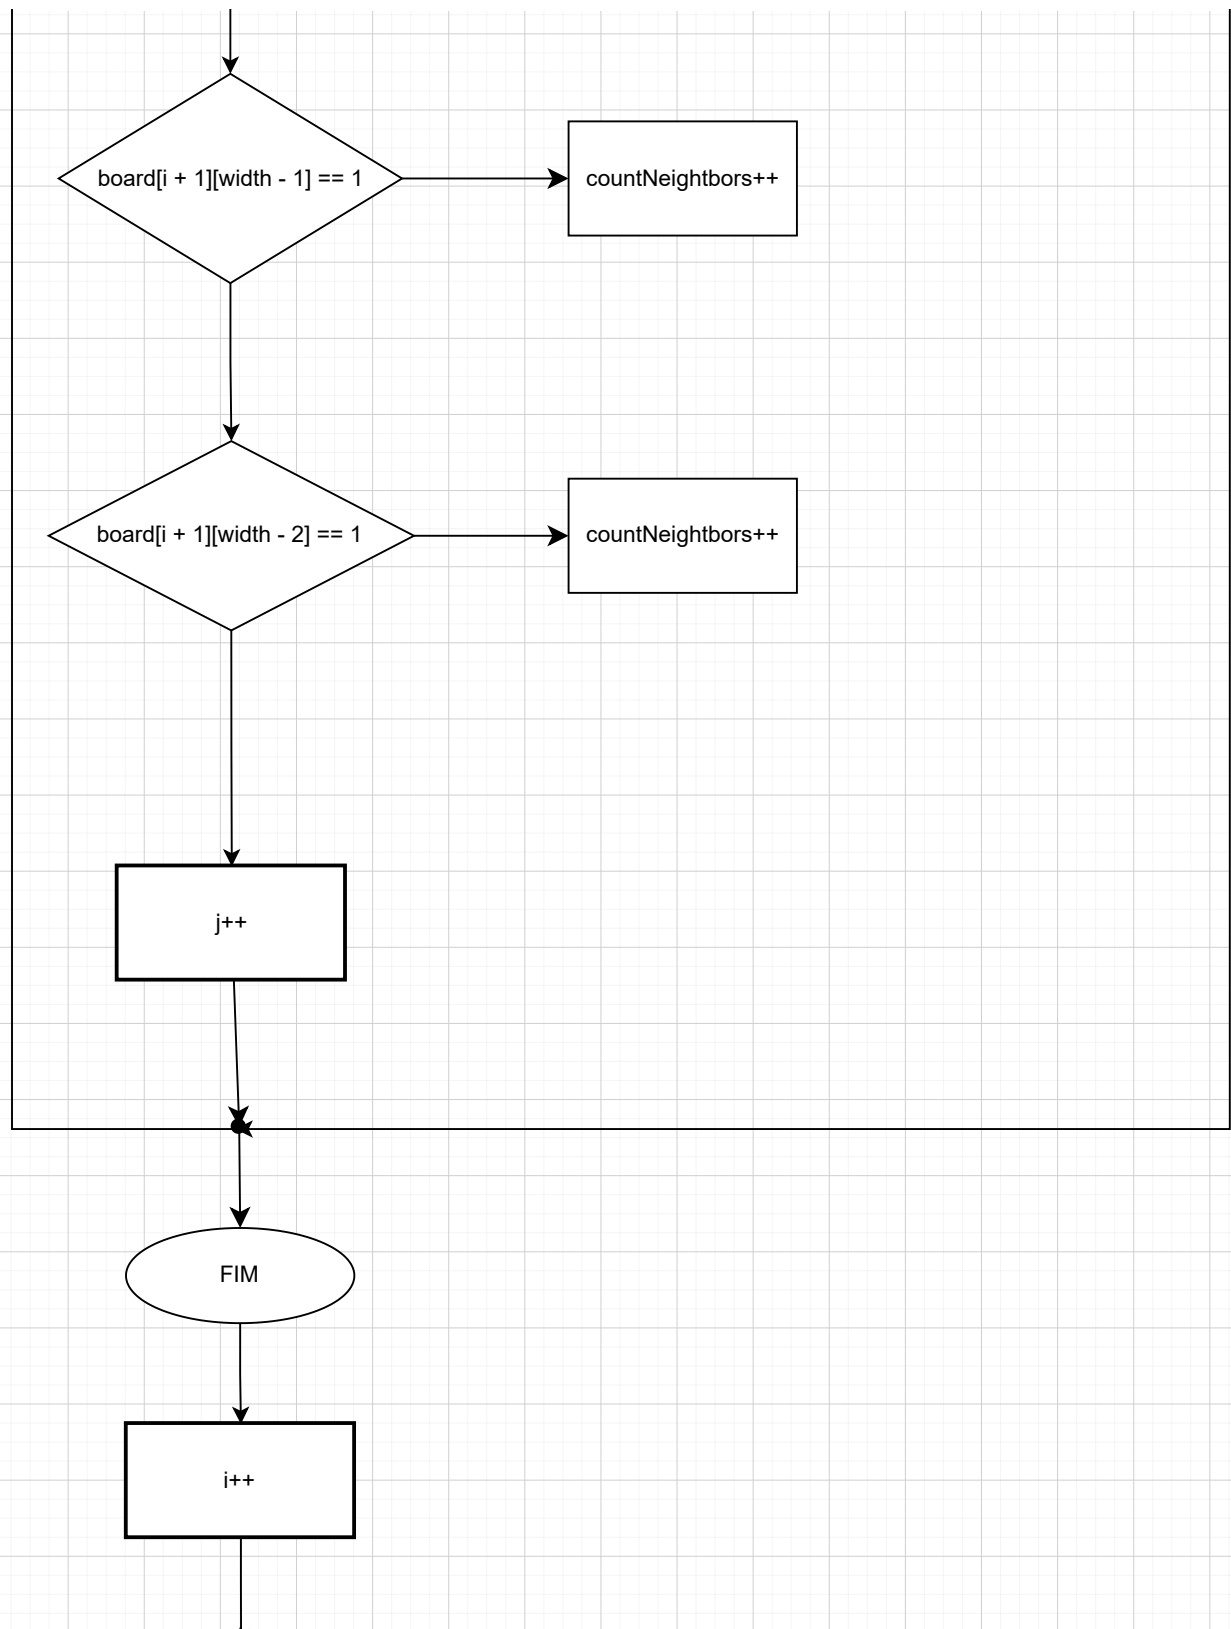 board[i + 1][width - 1] == 1
countNeightbors++
board[i + 1][width - 2] == 1
countNeightbors++
j++
FIM
i++